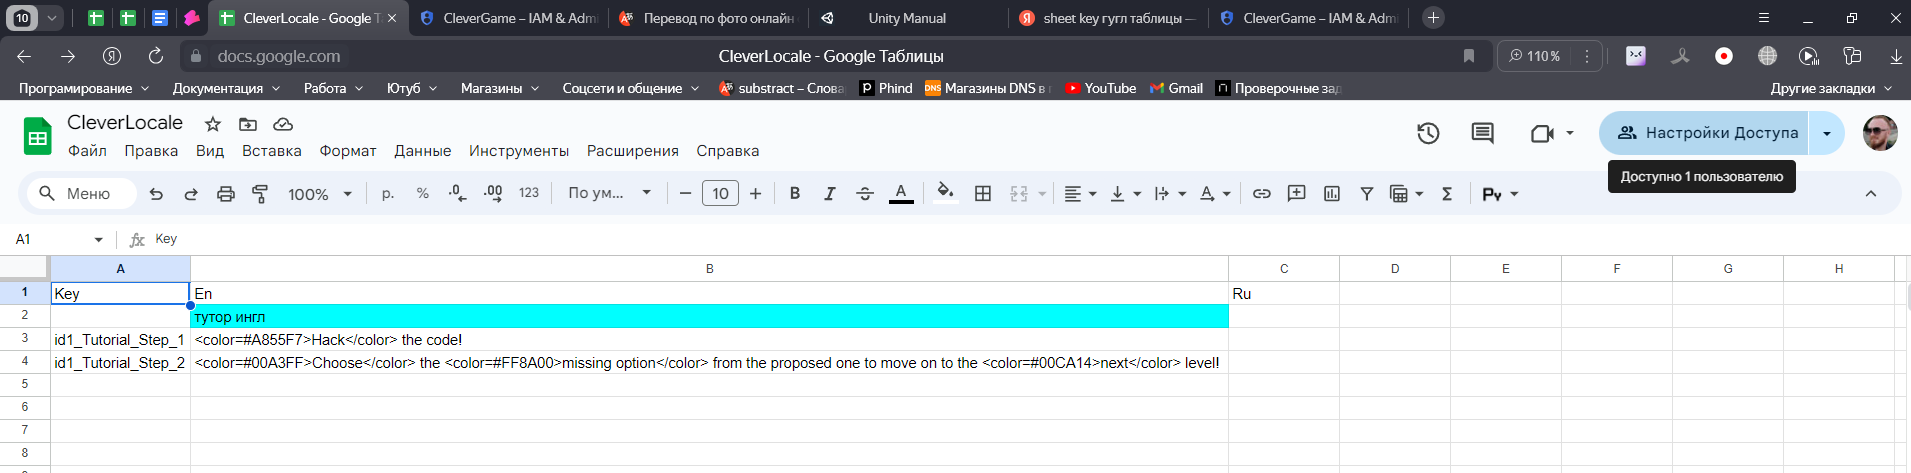 10
CleverLocale - Google Т
CleverGame – IAM & Adm
Перевод по фото онлайн
Unity Manual
sheet key гугл таблицы —
CleverGame – IAM & Adm
docs.google.com
CleverLocale - Google Таблицы
110%
Програмирование
Документация
Работа
Ютуб
Магазины
Соцсети и общение
substract – Слова
Phind
DNS
Магазины DNS в
YouTube
Gmail
Проверочные зад
Другие закладки
CleverLocale
Файл
Правка
Вид
Вставка
Формат
Данные
Инструменты
Расширения
Справка
Настройки Доступа
Доступно 1 пользователю
Меню
100%
р.
%
.0
.00
123
По ум...
10
B
I
A
Σ
Ру
A1
fx
Key
A B C D E F G H
1 Key En Ru
2 тутор ингл
3 id1_Tutorial_Step_1 <color=#A855F7>Hack</color> the code!
4 id1_Tutorial_Step_2 <color=#00A3FF>Choose</color> the <color=#FF8A00>missing option</color> from the proposed one to move on to the <color=#00CA14>next</color> level!
5
6
7
8